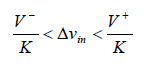 V⁻/K < Δv_in < V⁺/K